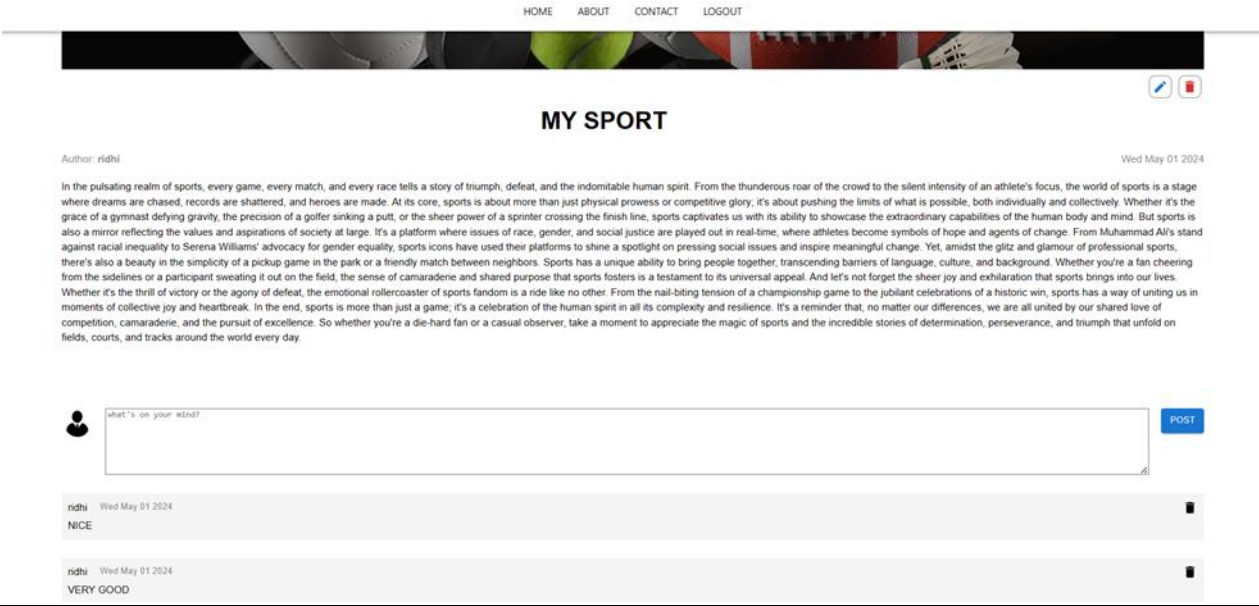 HOME ABOUT CONTACT LOGOUT
MY SPORT
Author: ridhi Wed May 01 2024
In the pulsating realm of sports, every game, every match, and every race tells a story of triumph, defeat, and the indomitable human spirit. From the thunderous roar of the crowd to the silent intensity of an athlete's focus, the world of sports is a stage
where dreams are chased, records are shattered, and heroes are made. At its core, sports is about more than just physical prowess or competitive glory; it's about pushing the limits of what is possible, both individually and collectively. Whether it's the
grace of a gymnast defying gravity, the precision of a golfer sinking a putt, or the sheer power of a sprinter crossing the finish line, sports captivates us with its ability to showcase the extraordinary capabilities of the human body and mind. But sports is
also a mirror reflecting the values and aspirations of society at large. It's a platform where issues of race, gender, and social justice are played out in real-time, where athletes become symbols of hope and agents of change. From Muhammad Ali's stand
against racial inequality to Serena Williams' advocacy for gender equality, sports icons have used their platforms to shine a spotlight on pressing social issues and inspire meaningful change. Yet, amidst the glitz and glamour of professional sports,
there's also a beauty in the simplicity of a pickup game in the park or a friendly match between neighbors. Sports has a unique ability to bring people together, transcending barriers of language, culture, and background. Whether you're a fan cheering
from the sidelines or a participant sweating it out on the field, the sense of camaraderie and shared purpose that sports fosters is a testament to its universal appeal. And let's not forget the sheer joy and exhilaration that sports brings into our lives.
Whether it's the thrill of victory or the agony of defeat, the emotional rollercoaster of sports fandom is a ride like no other. From the nail-biting tension of a championship game to the jubilant celebrations of a historic win, sports has a way of uniting us in
moments of collective joy and heartbreak. In the end, sports is more than just a game; it's a celebration of the human spirit in all its complexity and resilience. It's a reminder that, no matter our differences, we are all united by our shared love of
competition, camaraderie, and the pursuit of excellence. So whether you're a die-hard fan or a casual observer, take a moment to appreciate the magic of sports and the incredible stories of determination, perseverance, and triumph that unfold on
fields, courts, and tracks around the world every day.
what's on your mind?
POST
ridhi Wed May 01 2024
NICE
ridhi Wed May 01 2024
VERY GOOD